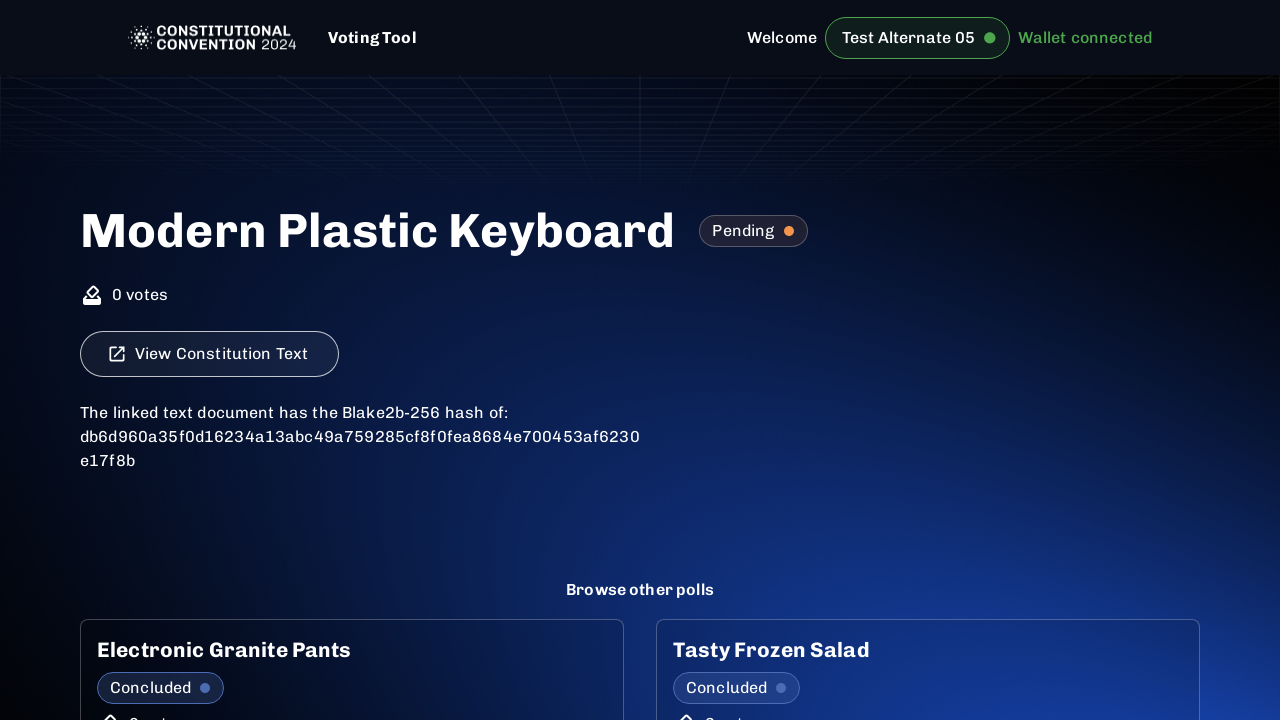 CONSTITUTIONAL
CONVENTION 2024
Voting Tool
Welcome
Test Alternate 05
Wallet connected
Modern Plastic Keyboard
Pending
0 votes
View Constitution Text
The linked text document has the Blake2b-256 hash of:
db6d960a35f0d16234a13abc49a759285cf8f0fea8684e700453af6230
e17f8b
Browse other polls
Electronic Granite Pants
Tasty Frozen Salad
Concluded
Concluded